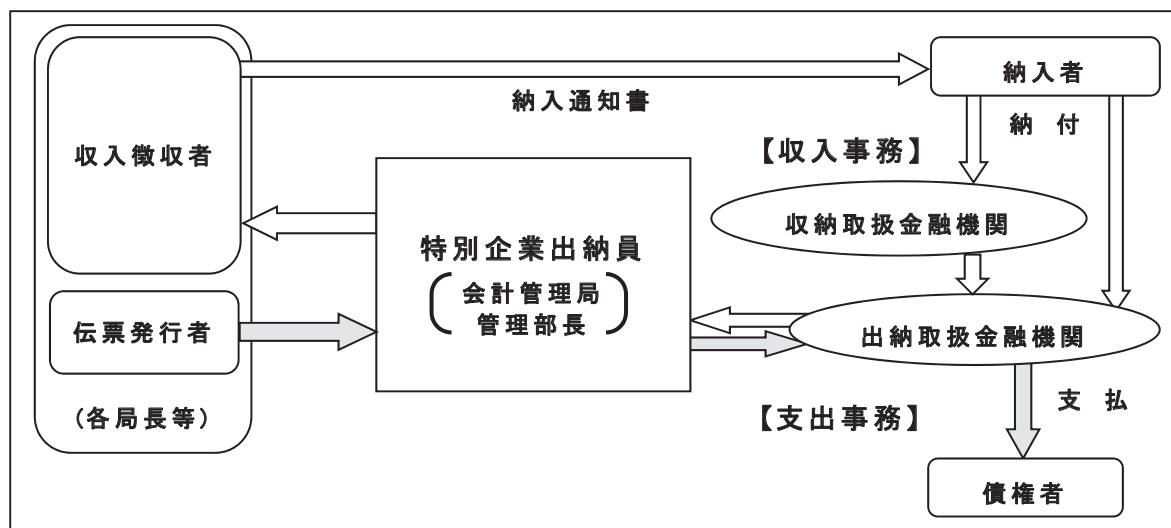 納入者
納入通知書
納付
収入徴収者
【収入事務】
収納取扱金融機関
特別企業出納員
会計管理局
管理部長
伝票発行者
出納取扱金融機関
(各局長等)
支払
【支出事務】
債権者